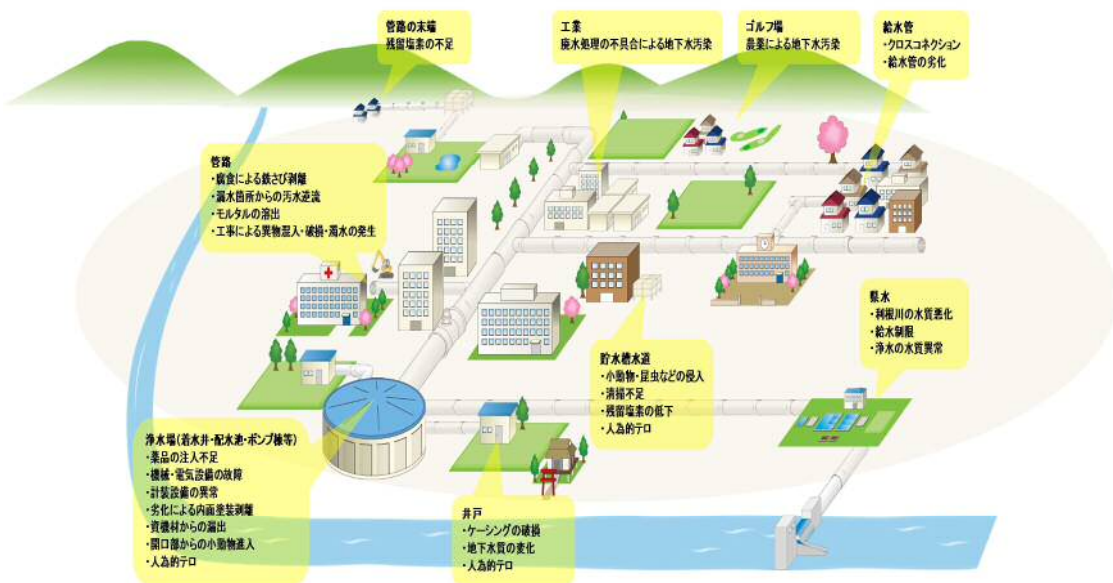 管路の末端
残留塩素の不足
工業
廃水処理の不具合による地下水汚染
ゴルフ場
農薬による地下水汚染
給水管
・クロスコネクション
・給水管の劣化
管路
・腐食による鉄さび剥離
・漏水箇所からの汚水逆流
・モルタルの溶出
・工事による異物混入・破損・濁水の発生
県水
・利根川の水質悪化
・給水制限
・浄水の水質異常
貯水槽水道
・小動物・昆虫などの侵入
・清掃不足
・残留塩素の低下
・人為的テロ
浄水場(着水井・配水池・ポンプ棟等)
・薬品の注入不足
・機械・電気設備の故障
・計装設備の異常
・劣化による内面塗装剥離
・資機材からの漏出
・開口部からの小動物進入
・人為的テロ
井戸
・ケーシングの破損
・地下水質の変化
・人為的テロ